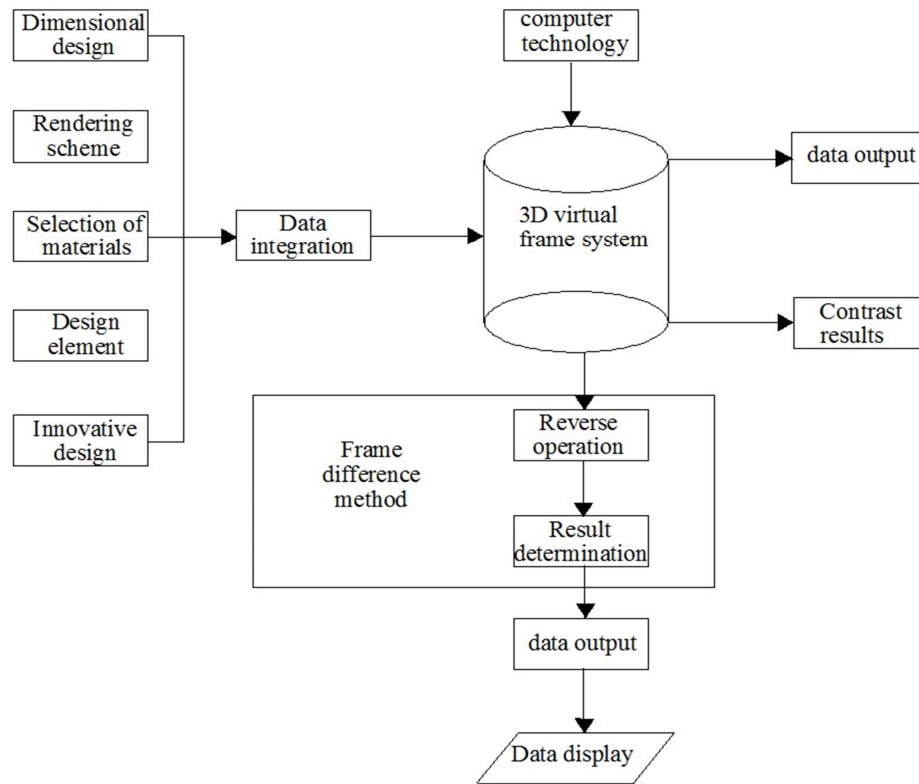 Dimensional
design
Rendering
scheme
Selection of
materials
Design
element
Innovative
design
Data
integration
computer
technology
3D virtual
frame system
data output
Contrast
results
Frame
difference
method
Reverse
operation
Result
determination
data output
Data display